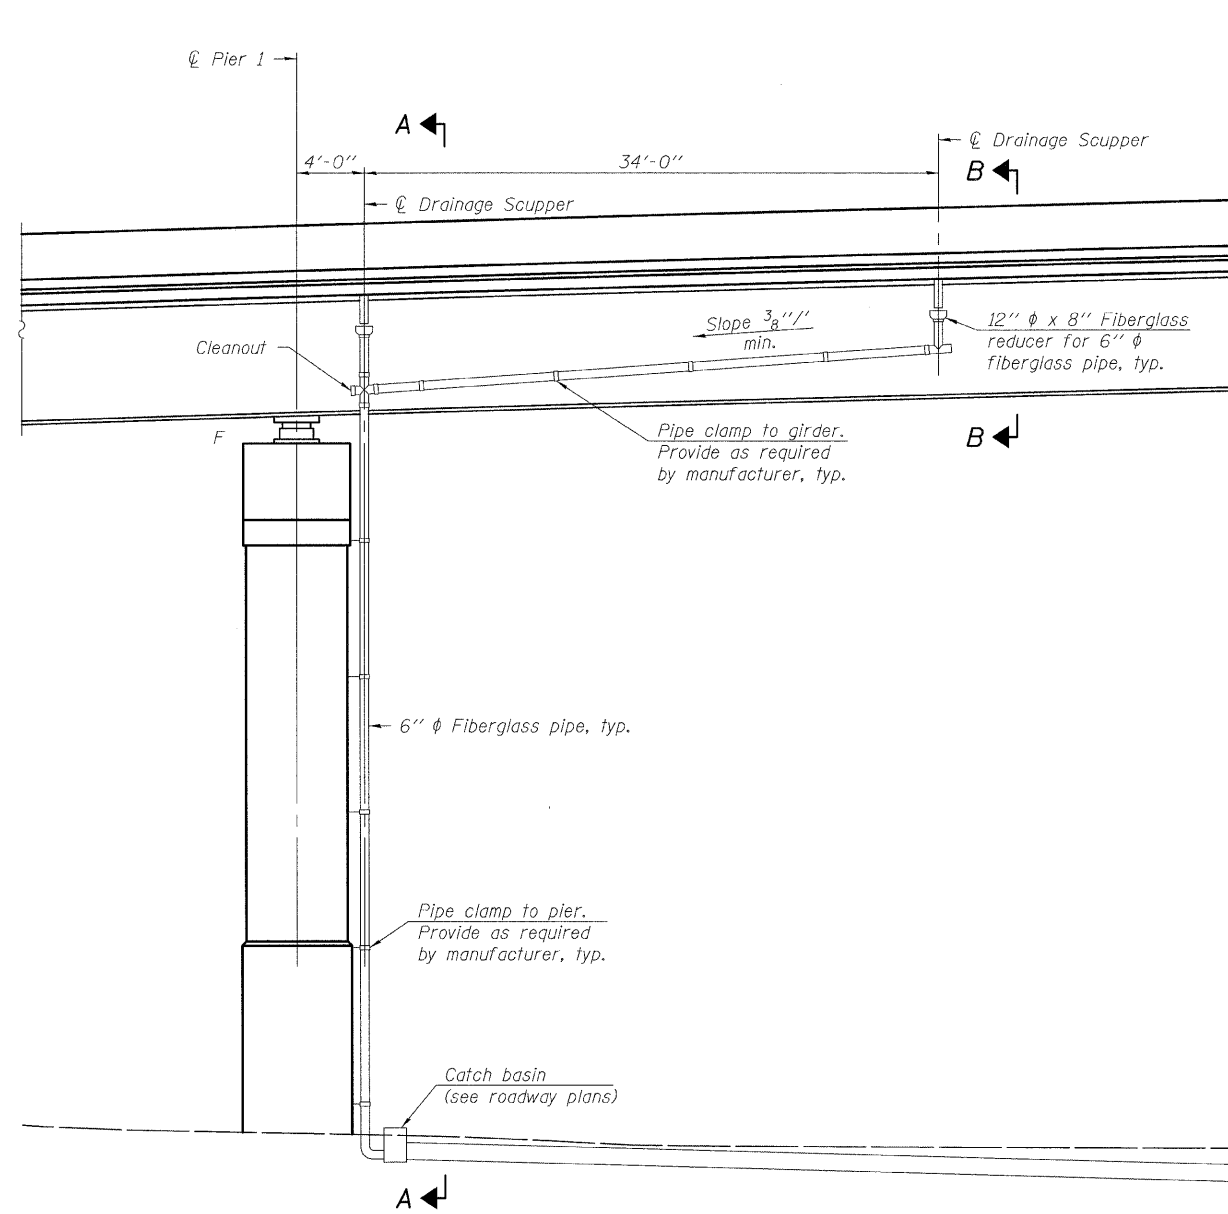 ℄ Pier 1
A
4'-0"
34'-0"
℄ Drainage Scupper
B
℄ Drainage Scupper
Slope 3/8"/'
min.
12" ϕ x 8" Fiberglass
reducer for 6" ϕ
fiberglass pipe, typ.
Cleanout
F
Pipe clamp to girder.
Provide as required
by manufacturer, typ.
B
6" ϕ Fiberglass pipe, typ.
Pipe clamp to pier.
Provide as required
by manufacturer, typ.
Catch basin
(see roadway plans)
A